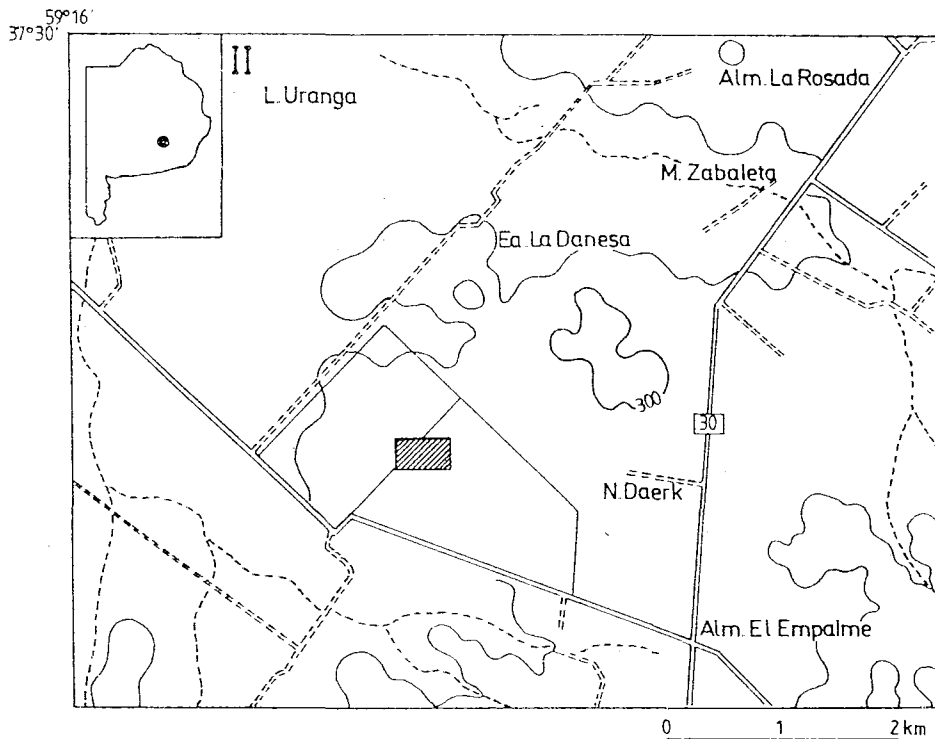 59°16'
37°30'
II
L. Uranga
Alm. La Rosada
M. Zabaleta
Ea. La Danesa
300
30
N. Daerk
Alm. El Empalme
0 1 2 km